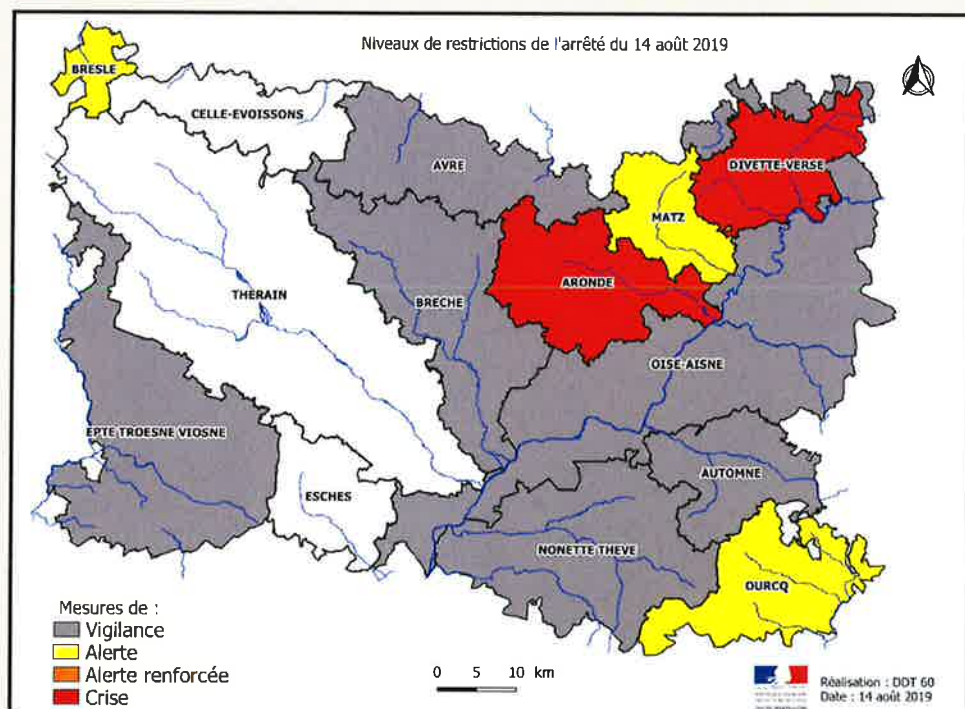 Niveaux de restrictions de l'arrêté du 14 août 2019
BRESLE
CELLE-EVOISSONS
AVRE
DIVETTE-VERSE
MATZ
THERAIN
BRECHE
ARONDE
OISE-AISNE
EPTE TROESNE VIOSNE
ESCHES
AUTOMNE
NONETTE THEVE
OURCQ
Mesures de :
Vigilance
Alerte
Alerte renforcée
Crise
0 5 10 km
Réalisation : DDT 60
Date : 14 août 2019